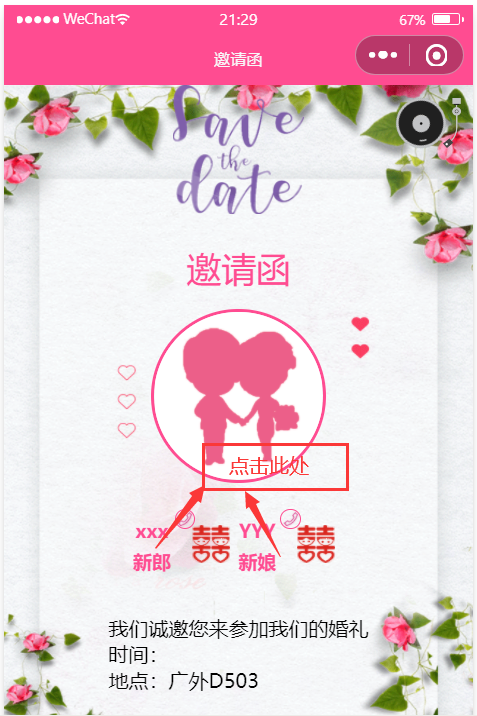 WeChat
21:29
67%
邀请函
Save
the
date
邀请函
点击此处
xxx
YYY
新郎
新娘
我们诚邀您来参加我们的婚礼
时间：
地点：广外D503